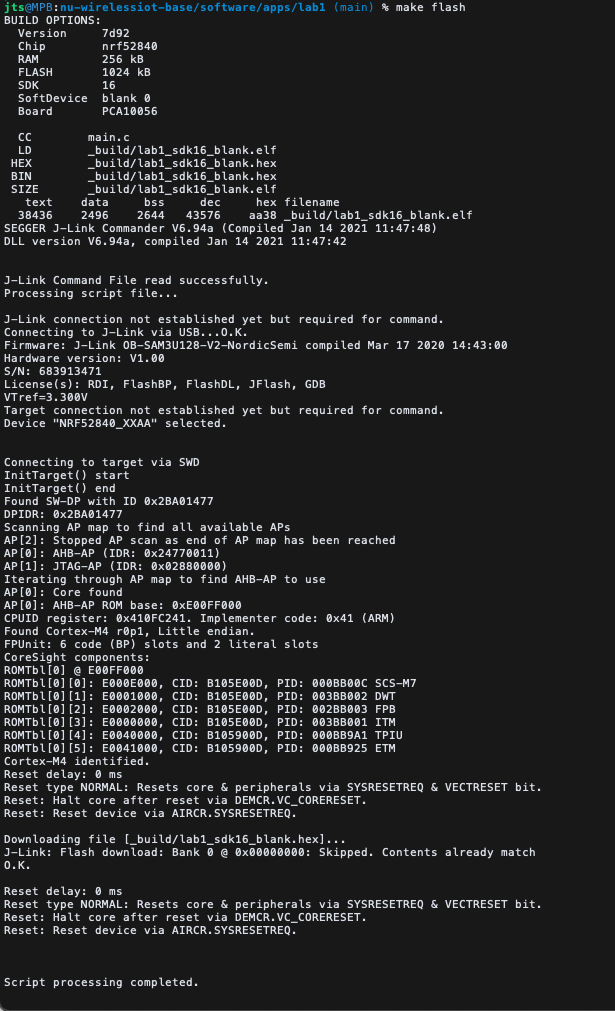 jts@MPB:nu-wirelessiot-base/software/apps/lab1 (main) % make flash
BUILD OPTIONS:
  Version     7d92
  Chip        nrf52840
  RAM         256 kB
  FLASH       1024 kB
  SDK         16
  SoftDevice  blank 0
  Board       PCA10056

  CC        main.c
  LD        _build/lab1_sdk16_blank.elf
 HEX        _build/lab1_sdk16_blank.hex
 BIN        _build/lab1_sdk16_blank.hex
 SIZE       _build/lab1_sdk16_blank.elf
   text    data     bss     dec     hex filename
  38436    2496    2644   43576    aa38 _build/lab1_sdk16_blank.elf
SEGGER J-Link Commander V6.94a (Compiled Jan 14 2021 11:47:48)
DLL version V6.94a, compiled Jan 14 2021 11:47:42

J-Link Command File read successfully.
Processing script file...

J-Link connection not established yet but required for command.
Connecting to J-Link via USB...O.K.
Firmware: J-Link OB-SAM3U128-V2-NordicSemi compiled Mar 17 2020 14:43:00
Hardware version: V1.00
S/N: 683913471
License(s): RDI, FlashBP, FlashDL, JFlash, GDB
VTref=3.300V
Target connection not established yet but required for command.
Device "NRF52840_XXAA" selected.

Connecting to target via SWD
InitTarget() start
InitTarget() end
Found SW-DP with ID 0x2BA01477
DPIDR: 0x2BA01477
Scanning AP map to find all available APs
AP[2]: Stopped AP scan as end of AP map has been reached
AP[0]: AHB-AP (IDR: 0x24770011)
AP[1]: JTAG-AP (IDR: 0x02880000)
Iterating through AP map to find AHB-AP to use
AP[0]: Core found
AP[0]: AHB-AP ROM base: 0xE00FF000
CPUID register: 0x410FC241. Implementer code: 0x41 (ARM)
Found Cortex-M4 r0p1, Little endian.
FPUnit: 6 code (BP) slots and 2 literal slots
CoreSight components:
ROMTbl[0] @ E00FF000
ROMTbl[0][0]: E000E000, CID: B105E00D, PID: 000BB00C SCS-M7
ROMTbl[0][1]: E0001000, CID: B105E00D, PID: 003BB002 DWT
ROMTbl[0][2]: E0002000, CID: B105E00D, PID: 002BB003 FPB
ROMTbl[0][3]: E0000000, CID: B105E00D, PID: 003BB001 ITM
ROMTbl[0][4]: E0040000, CID: B105900D, PID: 000BB9A1 TPIU
ROMTbl[0][5]: E0041000, CID: B105900D, PID: 000BB925 ETM
Cortex-M4 identified.
Reset delay: 0 ms
Reset type NORMAL: Resets core & peripherals via SYSRESETREQ & VECTRESET bit.
Reset: Halt core after reset via DEMCR.VC_CORERESET.
Reset: Reset device via AIRCR.SYSRESETREQ.

Downloading file [_build/lab1_sdk16_blank.hex]...
J-Link: Flash download: Bank 0 @ 0x00000000: Skipped. Contents already match
O.K.

Reset delay: 0 ms
Reset type NORMAL: Resets core & peripherals via SYSRESETREQ & VECTRESET bit.
Reset: Halt core after reset via DEMCR.VC_CORERESET.
Reset: Reset device via AIRCR.SYSRESETREQ.

Script processing completed.